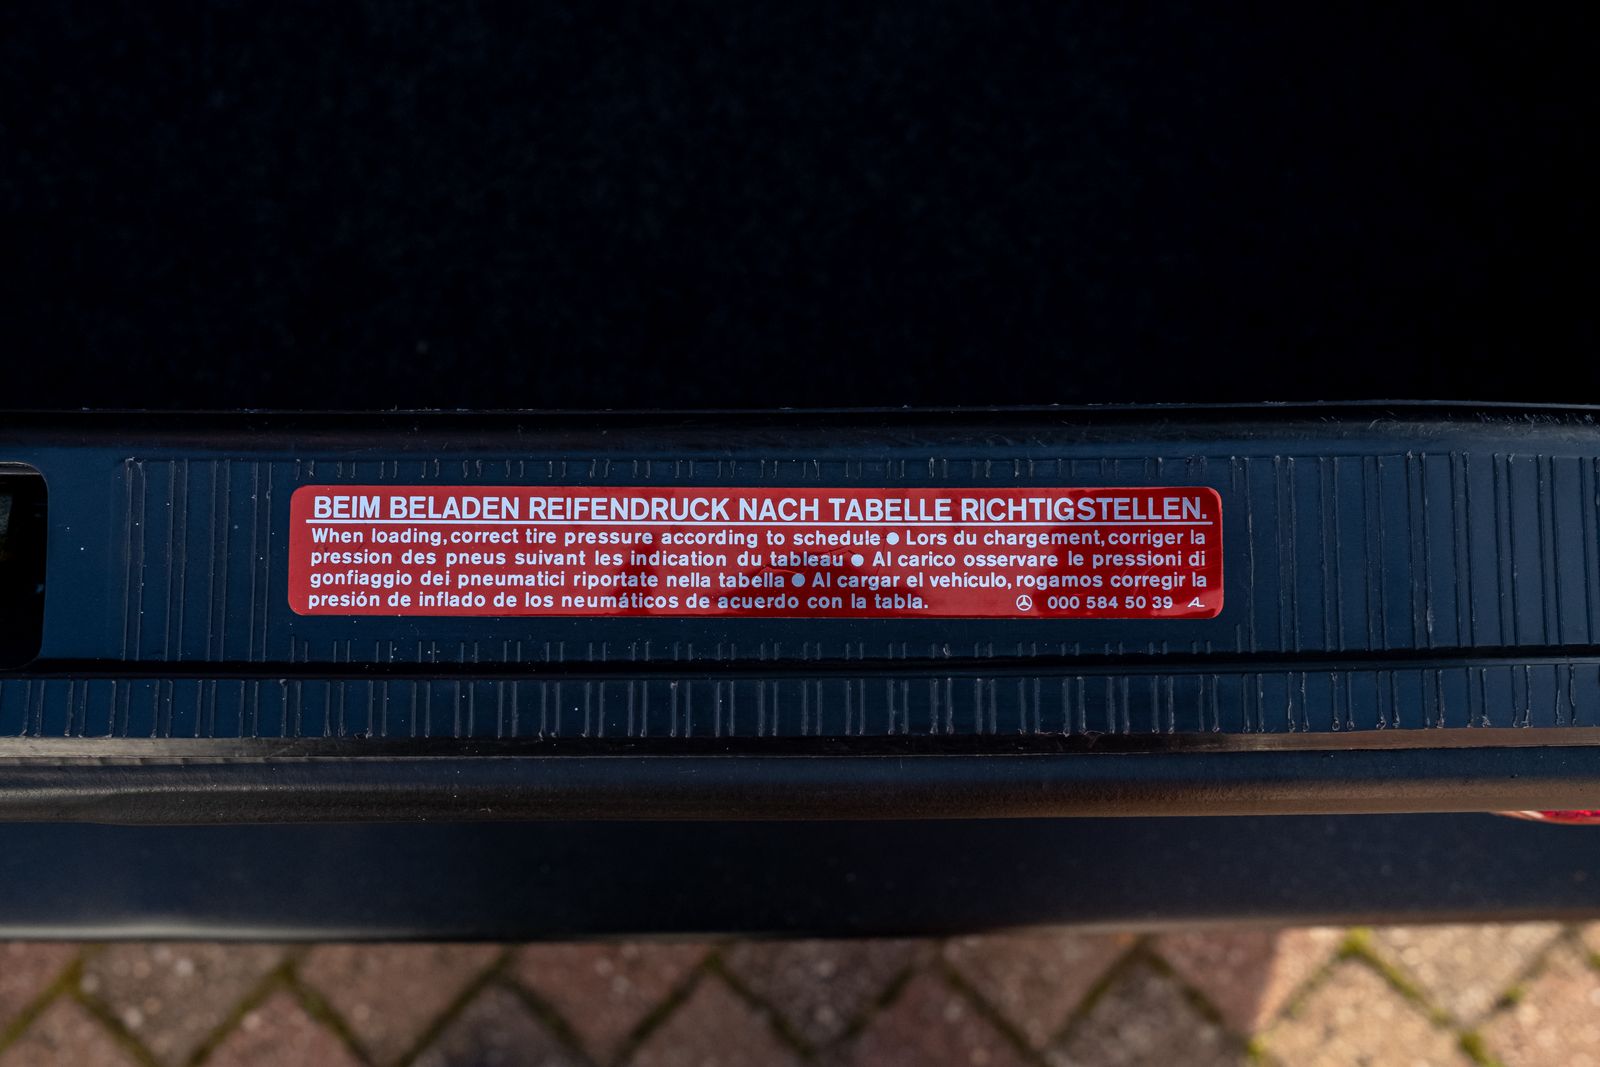 BEIM BELADEN REIFENDRUCK NACH TABELLE RICHTIGSTELLEN.
When loading, correct tire pressure according to schedule ● Lors du chargement, corriger la
pression des pneus suivant les indication du tableau ● Al carico osservare le pressioni di
gonfiaggio dei pneumatici riportate nella tabella ● Al cargar el vehículo, rogamos corregir la
presión de inflado de los neumáticos de acuerdo con la tabla. 000 584 50 39 AL